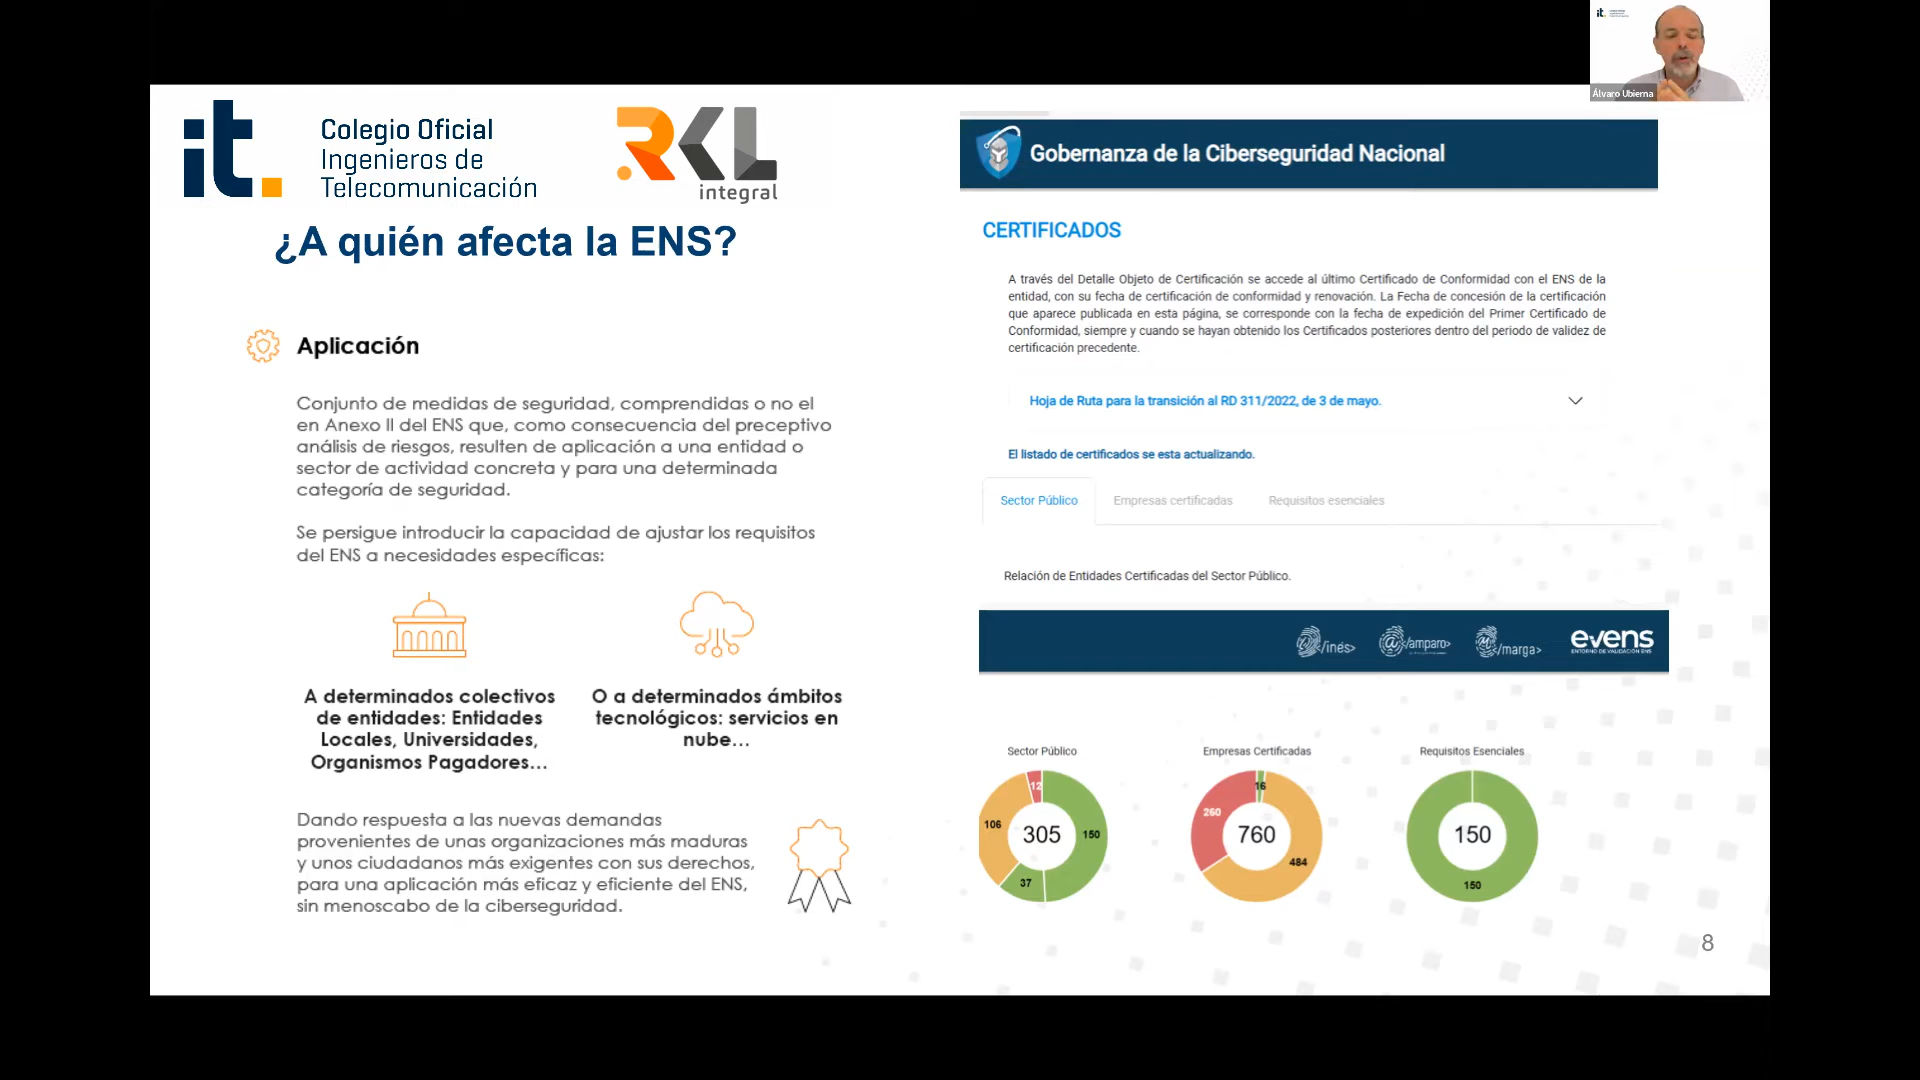 it.
Colegio Oficial
Ingenieros de
Telecomunicación
RKL
integral
¿A quién afecta la ENS?
Aplicación
Conjunto de medidas de seguridad, comprendidas o no el
en Anexo II del ENS que, como consecuencia del preceptivo
análisis de riesgos, resulten de aplicación a una entidad o
sector de actividad concreta y para una determinada
categoría de seguridad.
Se persigue introducir la capacidad de ajustar los requisitos
del ENS a necesidades específicas:
A determinados colectivos
de entidades: Entidades
Locales, Universidades,
Organismos Pagadores...
O a determinados ámbitos
tecnológicos: servicios en
nube...
Dando respuesta a las nuevas demandas
provenientes de unas organizaciones más maduras
y unos ciudadanos más exigentes con sus derechos,
para una aplicación más eficaz y eficiente del ENS,
sin menoscabo de la ciberseguridad.
Gobernanza de la Ciberseguridad Nacional
CERTIFICADOS
A través del Detalle Objeto de Certificación se accede al último Certificado de Conformidad con el ENS de la
entidad, con su fecha de certificación de conformidad y renovación. La Fecha de concesión de la certificación
que aparece publicada en esta página, se corresponde con la fecha de expedición del Primer Certificado de
Conformidad, siempre y cuando se hayan obtenido los Certificados posteriores dentro del periodo de validez de
certificación precedente.
Hoja de Ruta para la transición al RD 311/2022, de 3 de mayo.
El listado de certificados se esta actualizando.
Sector Público Empresas certificadas Requisitos esenciales
Relación de Entidades Certificadas del Sector Público.
/inés> @/amparo> /marga> evens
ENTORNO DE VALIDACIÓN ENS
Sector Público
12
106
305
150
37
Empresas Certificadas
16
260
760
484
Requisitos Esenciales
150
150
8
it.
Álvaro Ubierna